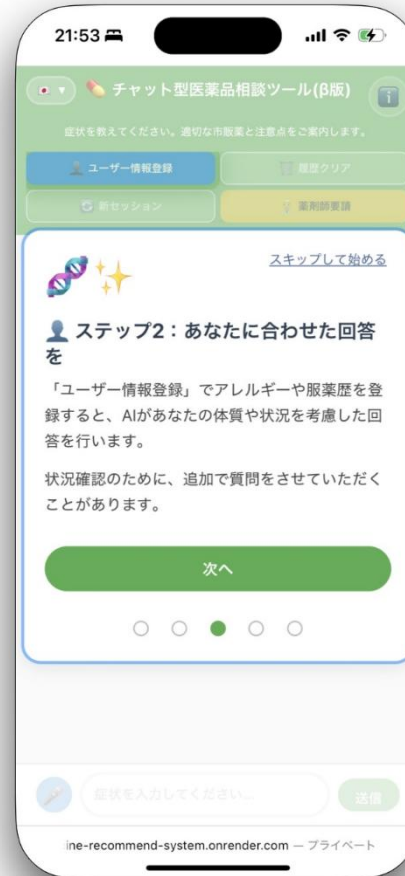 21:53
チャット型医薬品相談ツール(β版)
症状を教えてください。適切な市販薬と注意点をご案内します。
ユーザー情報登録
履歴クリア
新セッション
薬剤師要請
スキップして始める
ステップ2：あなたに合わせた回答
を
「ユーザー情報登録」でアレルギーや服薬歴を登
録すると、AIがあなたの体質や状況を考慮した回
答を行います。
状況確認のために、追加で質問をさせていただく
ことがあります。
次へ
症状を入力してください...
送信
ine-recommend-system.onrender.com — プライベート